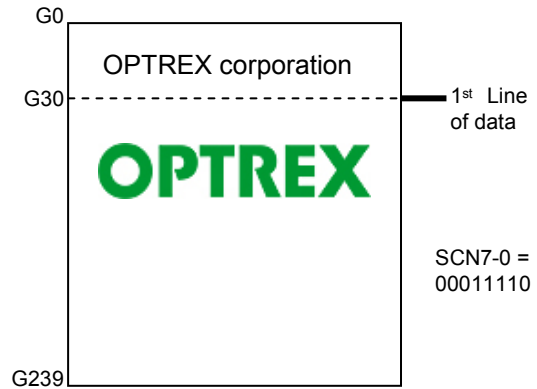 G0
OPTREX corporation
G30
1st Line
of data
OPTREX
SCN7-0 =
00011110
G239